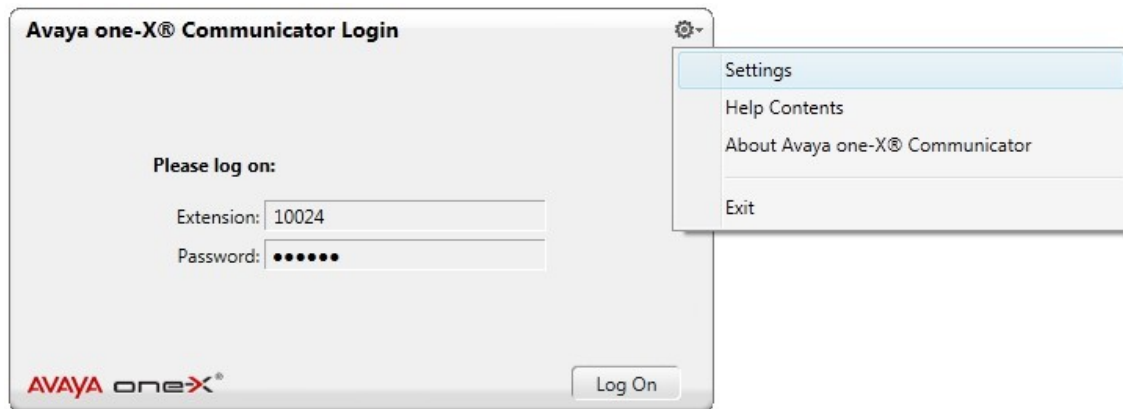 Avaya one-X® Communicator Login
Settings
Help Contents
About Avaya one-X® Communicator
Exit
Please log on:
Extension: 10024
Password: ●●●●●●
AVAYA one-X®
Log On